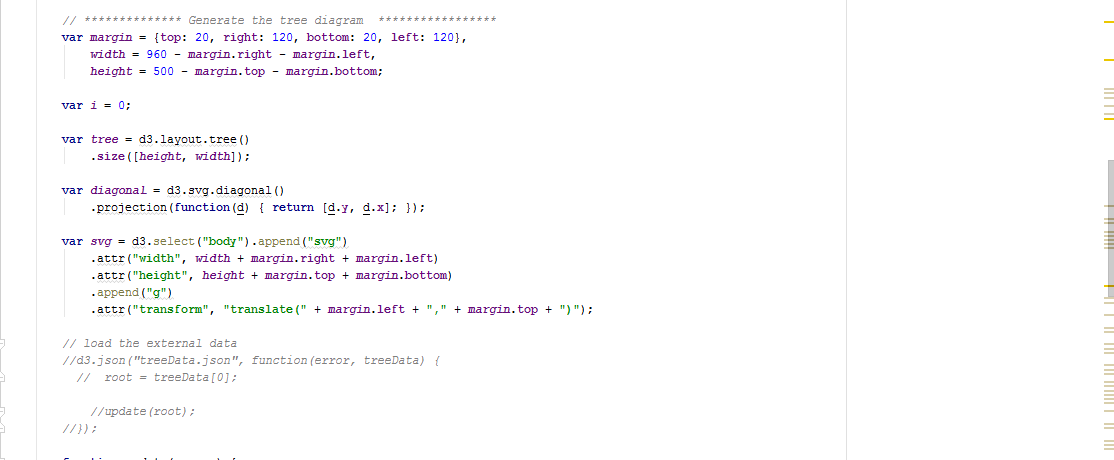 // ************** Generate the tree diagram  *****************
var margin = {top: 20, right: 120, bottom: 20, left: 120},
    width = 960 - margin.right - margin.left,
    height = 500 - margin.top - margin.bottom;
var i = 0;
var tree = d3.layout.tree()
    .size([height, width]);
var diagonal = d3.svg.diagonal()
    .projection(function(d) { return [d.y, d.x]; });
var svg = d3.select("body").append("svg")
    .attr("width", width + margin.right + margin.left)
    .attr("height", height + margin.top + margin.bottom)
    .append("g")
    .attr("transform", "translate(" + margin.left + "," + margin.top + ")");
// load the external data
//d3.json("treeData.json", function(error, treeData) {
  //  root = treeData[0];
    //update(root);
//});